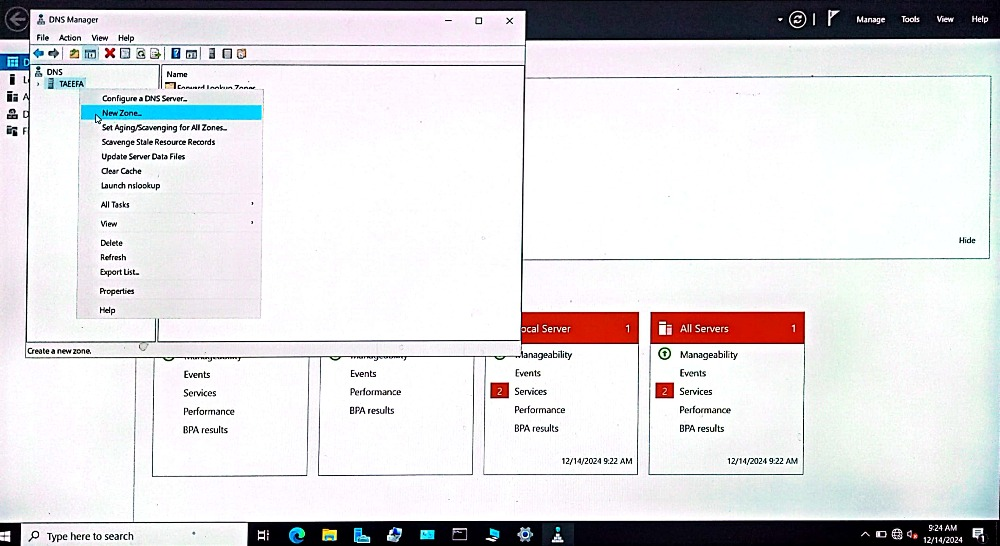 DNS Manager
Manage Tools View Help
File Action View Help
DNS
TAEEFA
Name
Forward Lookup Zones
Configure a DNS Server...
New Zone...
Set Aging/Scavenging for All Zones...
Scavenge Stale Resource Records
Update Server Data Files
Clear Cache
Launch nslookup
All Tasks
View
Delete
Refresh
Export List...
Properties
Help
Create a new zone.
Hide
ocal Server 1
All Servers 1
Manageability
Events
Services
Performance
BPA results
Manageability
Events
Performance
BPA results
Manageability
Events
2 Services
Performance
BPA results
12/14/2024 9:22 AM
Manageability
Events
2 Services
Performance
BPA results
12/14/2024 9:22 AM
Type here to search
9:24 AM
12/14/2024
1